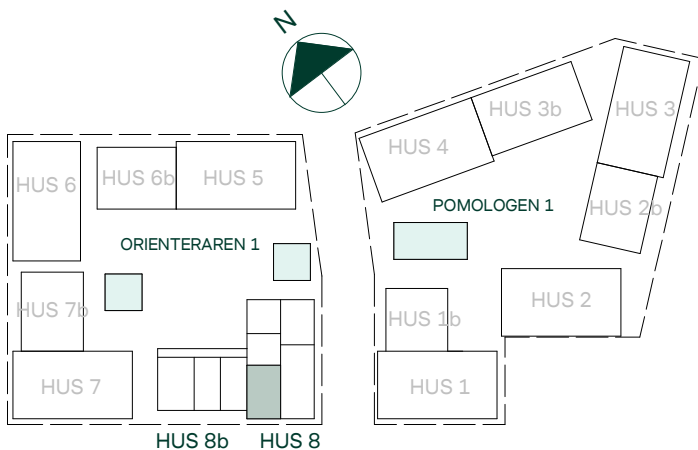 N
HUS 3b
HUS 3
HUS 4
HUS 6
HUS 6b
HUS 5
POMOLOGEN 1
HUS 2b
ORIENTERAREN 1
HUS 7b
HUS 1b
HUS 2
HUS 7
HUS 1
HUS 8b
HUS 8